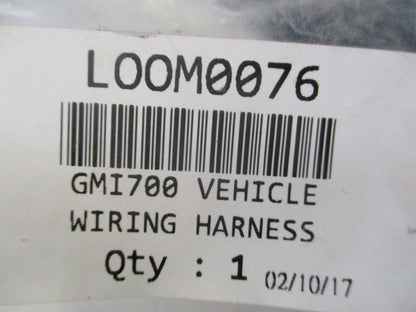 LOOM0076
GMI700 VEHICLE
WIRING HARNESS
Qty : 1 02/10/17